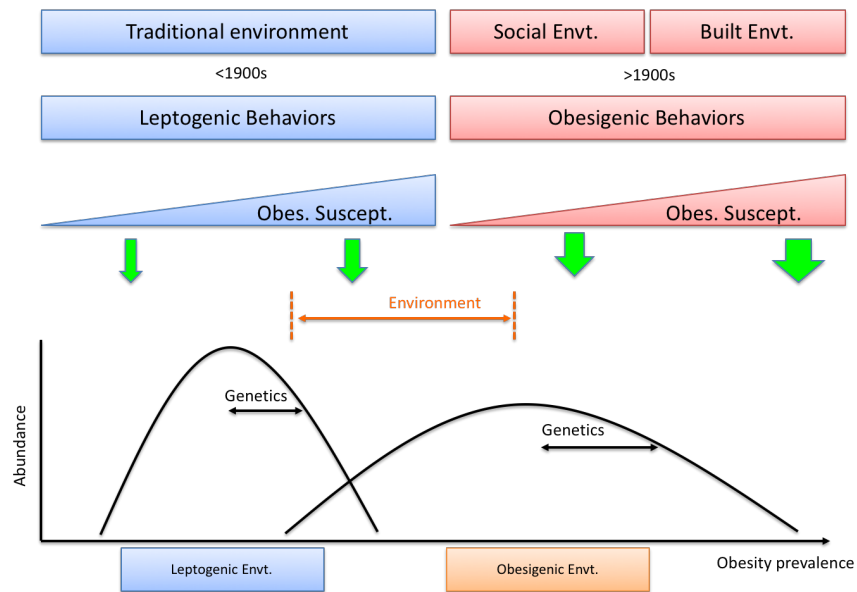 Traditional environment
Social Envt.
Built Envt.
<1900s
>1900s
Leptogenic Behaviors
Obesigenic Behaviors
Obes. Suscept.
Obes. Suscept.
Environment
Genetics
Genetics
Abundance
Leptogenic Envt.
Obesigenic Envt.
Obesity prevalence